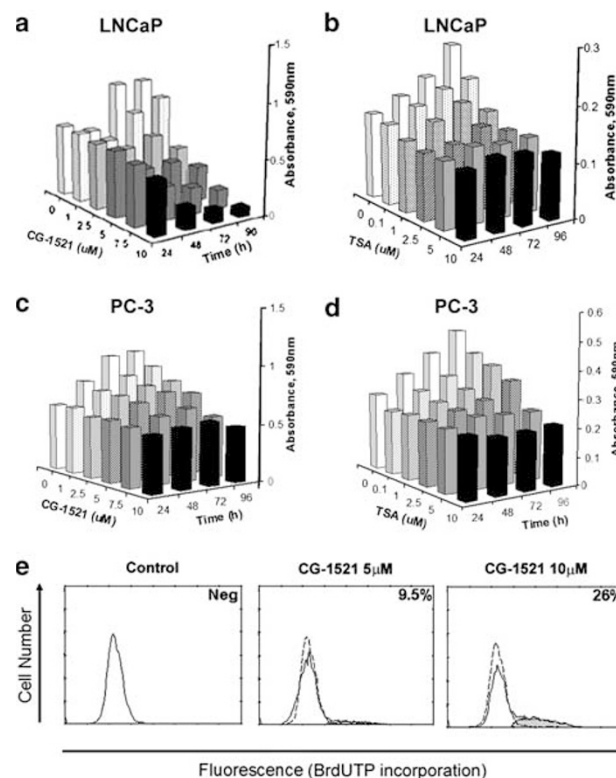 a
LNCaP
1.5
1
0.5
0
Absorbance, 590nm
0
1
2.5
5
7.5
10
CG-1521 (uM)
24
48
72
96
Time (h)
b
LNCaP
0.3
0.2
0.1
0
Absorbance, 590nm
0
0.1
1
2.5
5
10
TSA (uM)
24
48
72
96
Time (h)
c
PC-3
1.5
1
0.5
0
Absorbance, 590nm
0
1
2.5
5
7.5
10
CG-1521 (uM)
24
48
72
96
Time (h)
d
PC-3
0.6
0.5
0.4
0.3
0.2
0.1
0
Absorbance, 590nm
0
0.1
1
2.5
5
10
TSA (uM)
24
48
72
96
Time (h)
e
Control
CG-1521 5μM
CG-1521 10μM
Neg
9.5%
26%
Cell Number
Fluorescence (BrdUTP incorporation)